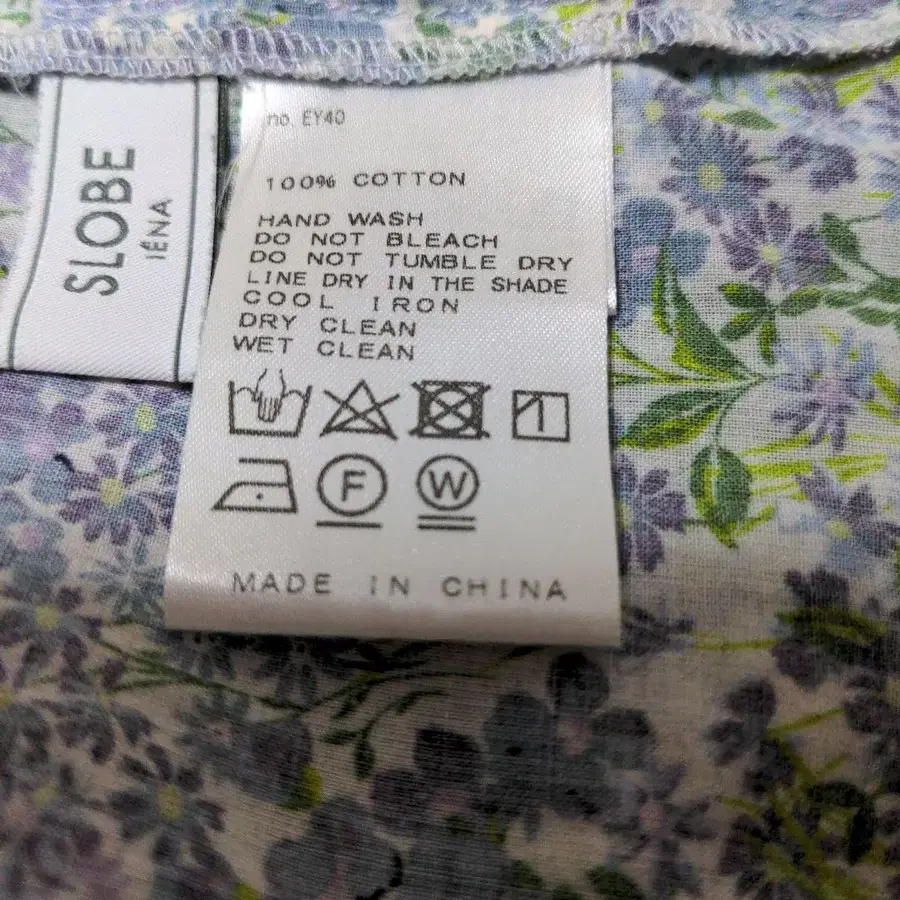 SLOBE
IÉNA
no. EY40
100% COTTON
HAND WASH
DO NOT BLEACH
DO NOT TUMBLE DRY
LINE DRY IN THE SHADE
COOL IRON
DRY CLEAN
WET CLEAN
F
W
MADE IN CHINA